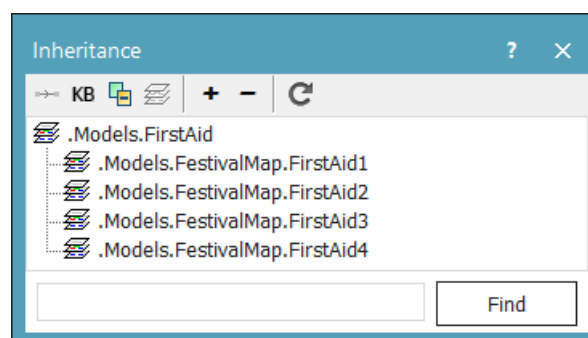 Inheritance ? ×
KB + −
.Models.FirstAid
.Models.FestivalMap.FirstAid1
.Models.FestivalMap.FirstAid2
.Models.FestivalMap.FirstAid3
.Models.FestivalMap.FirstAid4
Find